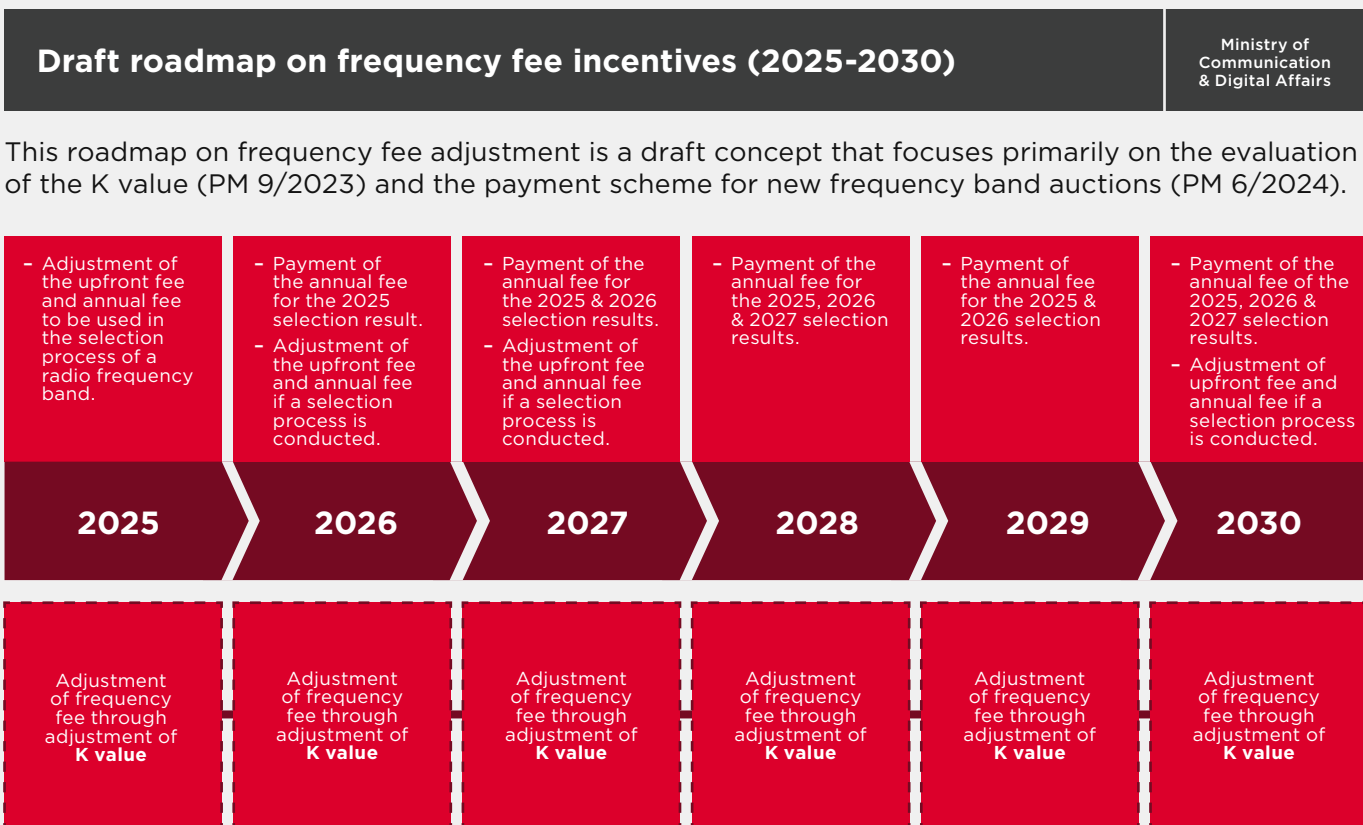 Draft roadmap on frequency fee incentives (2025-2030)
Ministry of
Communication
& Digital Affairs
This roadmap on frequency fee adjustment is a draft concept that focuses primarily on the evaluation
of the K value (PM 9/2023) and the payment scheme for new frequency band auctions (PM 6/2024).
– Adjustment of
the upfront fee
and annual fee
to be used in
the selection
process of a
radio frequency
band.
– Payment of
the annual fee
for the 2025
selection result.
– Adjustment of
the upfront fee
and annual fee
if a selection
process is
conducted.
– Payment of the
annual fee for
the 2025 & 2026
selection results.
– Adjustment of
the upfront fee
and annual fee
if a selection
process is
conducted.
– Payment of the
annual fee for
the 2025, 2026
& 2027 selection
results.
– Payment of
the annual fee
for the 2025 &
2026 selection
results.
– Payment of the
annual fee of the
2025, 2026 &
2027 selection
results.
– Adjustment of
upfront fee and
annual fee if a
selection process
is conducted.
2025
2026
2027
2028
2029
2030
Adjustment
of frequency
fee through
adjustment of
K value
Adjustment
of frequency
fee through
adjustment of
K value
Adjustment
of frequency
fee through
adjustment of
K value
Adjustment
of frequency
fee through
adjustment of
K value
Adjustment
of frequency
fee through
adjustment of
K value
Adjustment
of frequency
fee through
adjustment of
K value